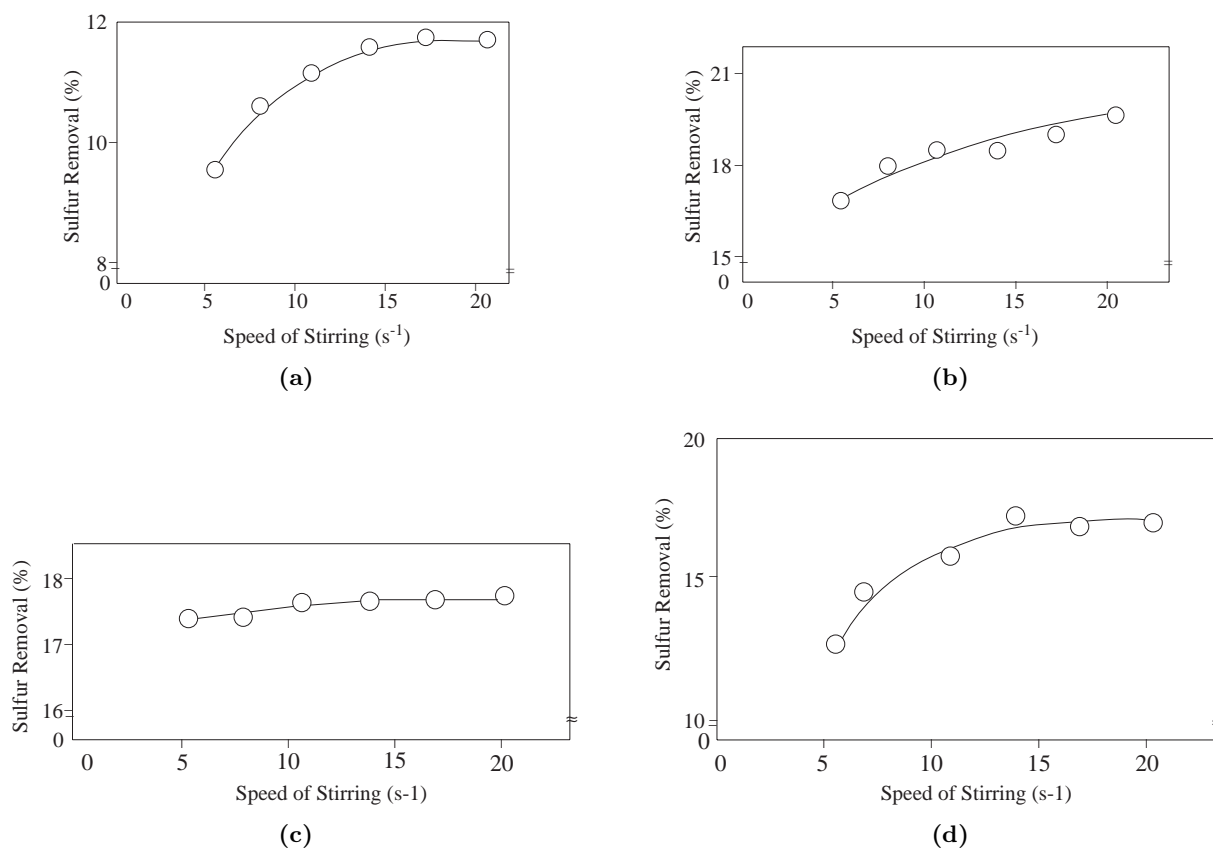 12
10
8
0
Sulfur Removal (%)
0 5 10 15 20
Speed of Stirring (s-1)
(a)
21
18
15
0
Sulfur Removal (%)
0 5 10 15 20
Speed of Stirring (s-1)
(b)
18
17
16
0
Sulfur Removal (%)
0 5 10 15 20
Speed of Stirring (s-1)
(c)
20
15
10
0
Sulfur Removal (%)
0 5 10 15 20
Speed of Stirring (s-1)
(d)